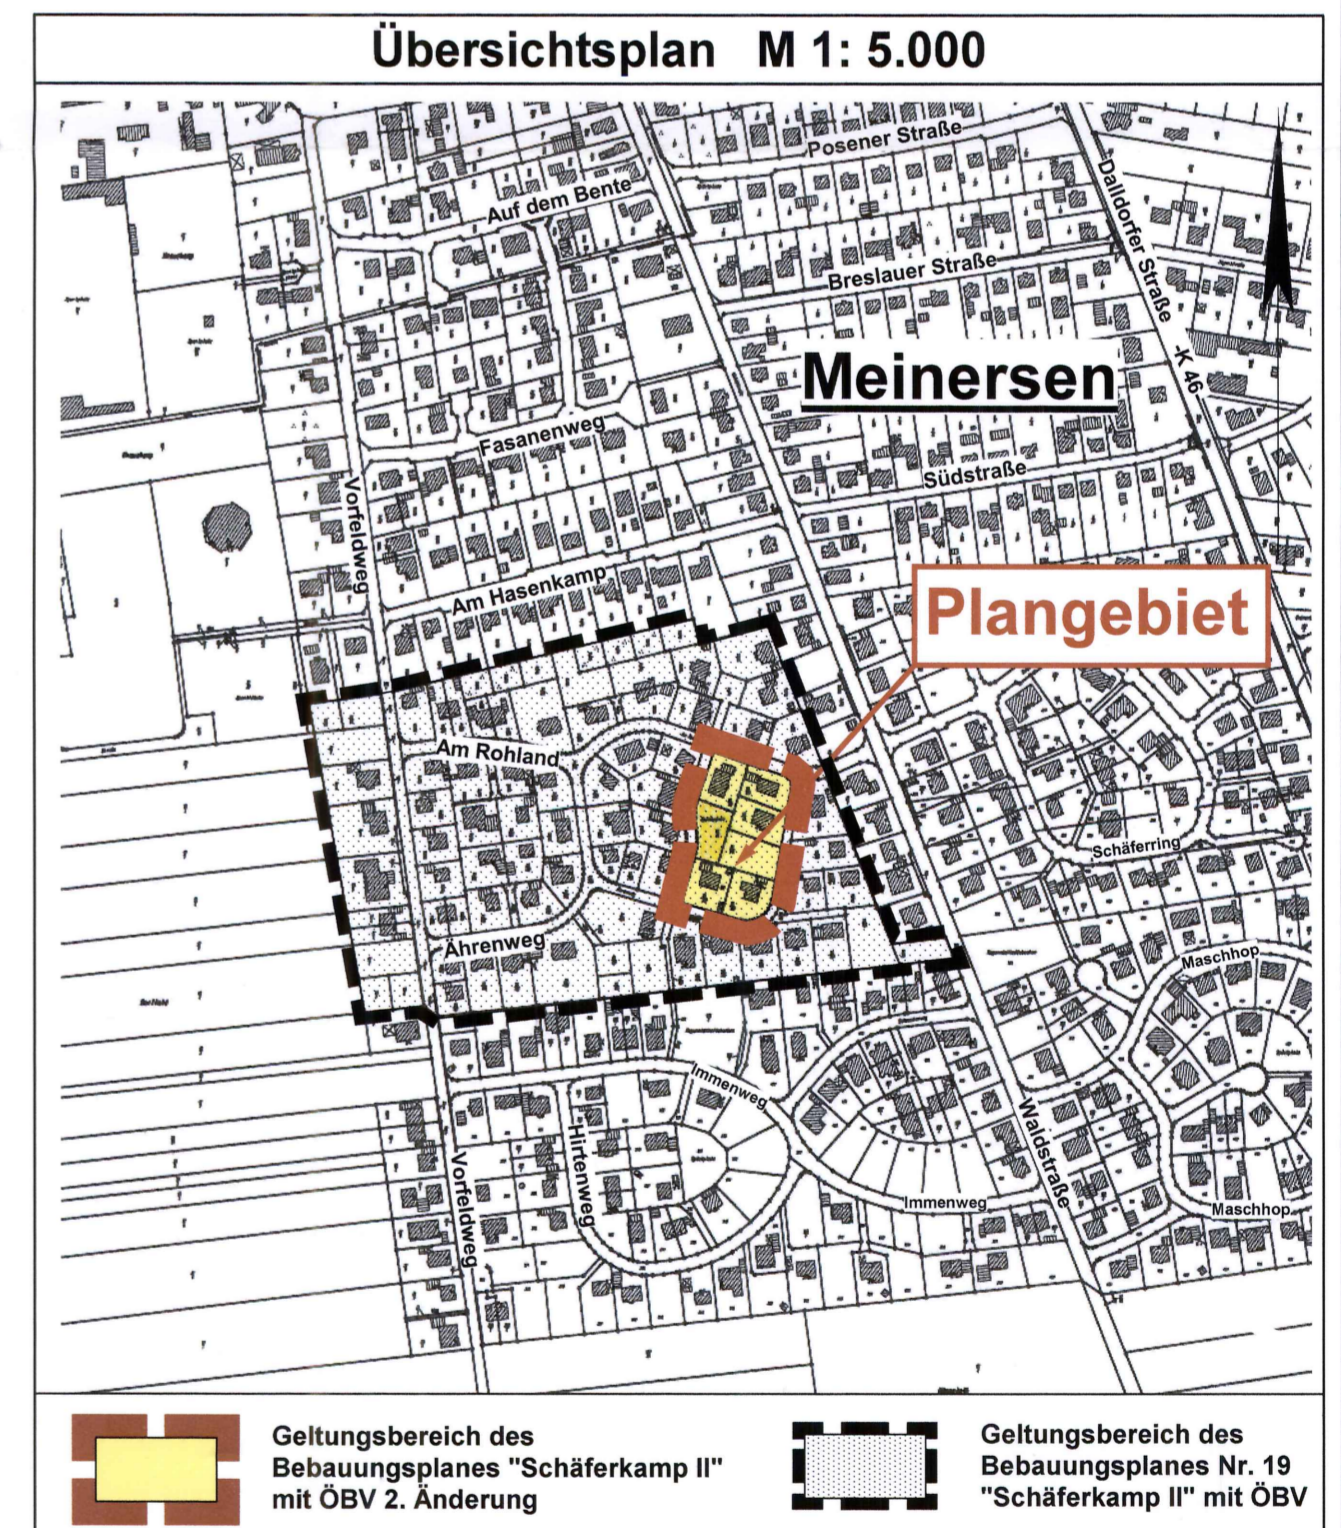 Übersichtsplan M 1: 5.000
Posener Straße
Dalldorfer Straße
Auf dem Bente
Breslauer Straße
-K 46-
Meinersen
Fasanenweg
Südstraße
Vorfeldweg
Am Hasenkamp
Plangebiet
Am Rohland
Schäferring
Ährenweg
Maschhop
Immenweg
Hirtenweg
Waldstraße
Vorfeldweg
Immenweg
Maschhop
Geltungsbereich des
Bebauungsplanes "Schäferkamp II"
mit ÖBV 2. Änderung
Geltungsbereich des
Bebauungsplanes Nr. 19
"Schäferkamp II" mit ÖBV